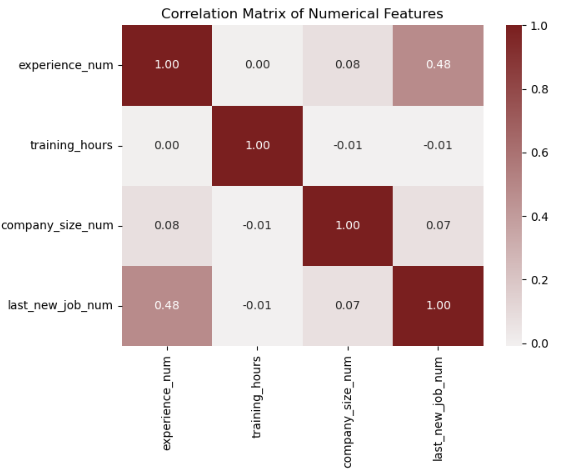 Correlation Matrix of Numerical Features
experience_num 1.00 0.00 0.08 0.48
training_hours 0.00 1.00 -0.01 -0.01
company_size_num 0.08 -0.01 1.00 0.07
last_new_job_num 0.48 -0.01 0.07 1.00
experience_num
training_hours
company_size_num
last_new_job_num
1.0
0.8
0.6
0.4
0.2
0.0